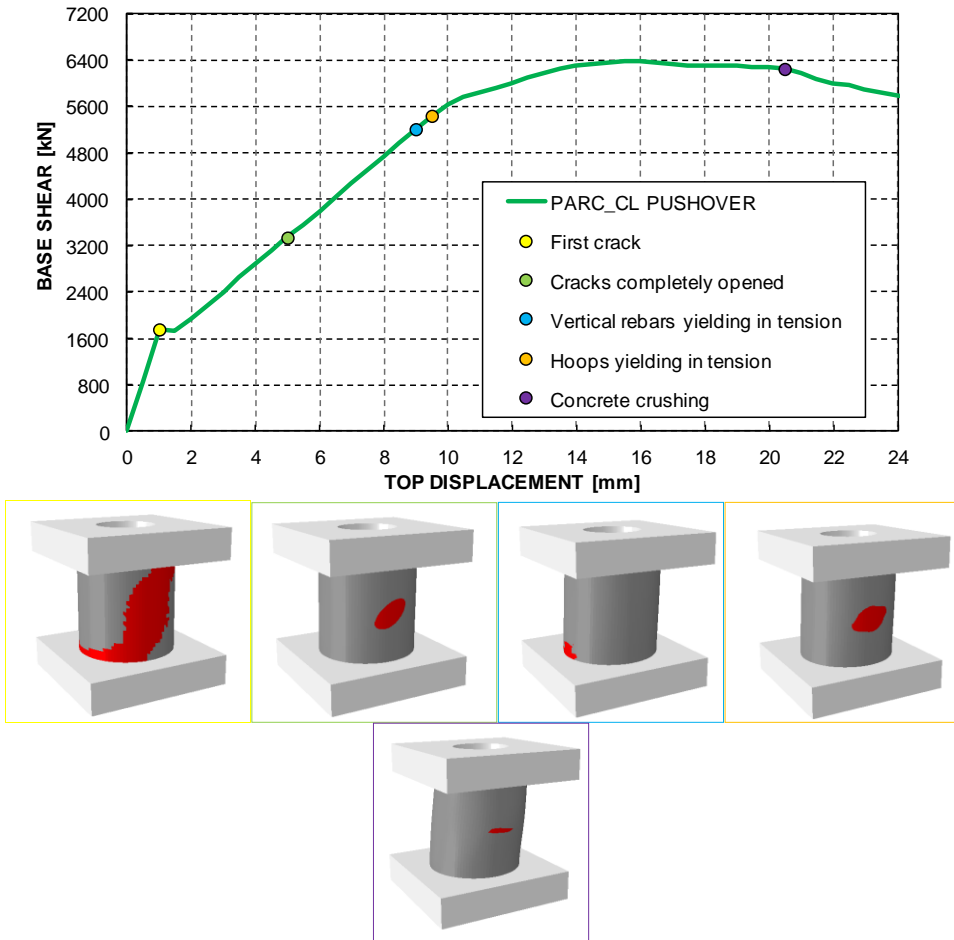 7200
6400
5600
4800
4000
3200
2400
1600
800
0
BASE SHEAR [kN]
PARC_CL PUSHOVER
First crack
Cracks completely opened
Vertical rebars yielding in tension
Hoops yielding in tension
Concrete crushing
0 2 4 6 8 10 12 14 16 18 20 22 24
TOP DISPLACEMENT [mm]